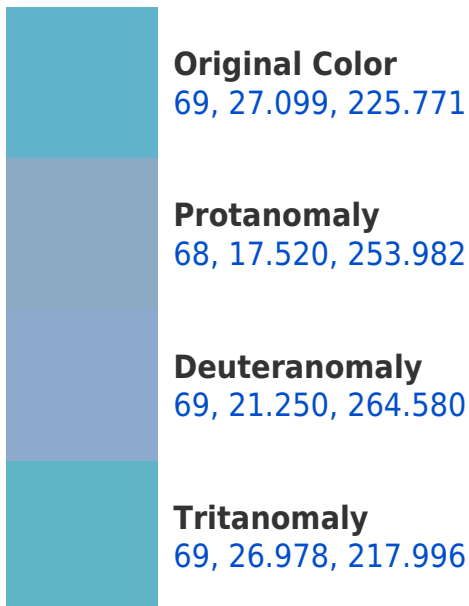 Original Color
69, 27.099, 225.771
Protanomaly
68, 17.520, 253.982
Deuteranomaly
69, 21.250, 264.580
Tritanomaly
69, 26.978, 217.996